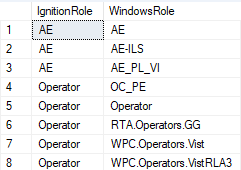 IgnitionRole WindowsRole
1 AE AE
2 AE AE-ILS
3 AE AE_PL_VI
4 Operator OC_PE
5 Operator Operator
6 Operator RTA.Operators.GG
7 Operator WPC.Operators.Vist
8 Operator WPC.Operators.VistRLA3